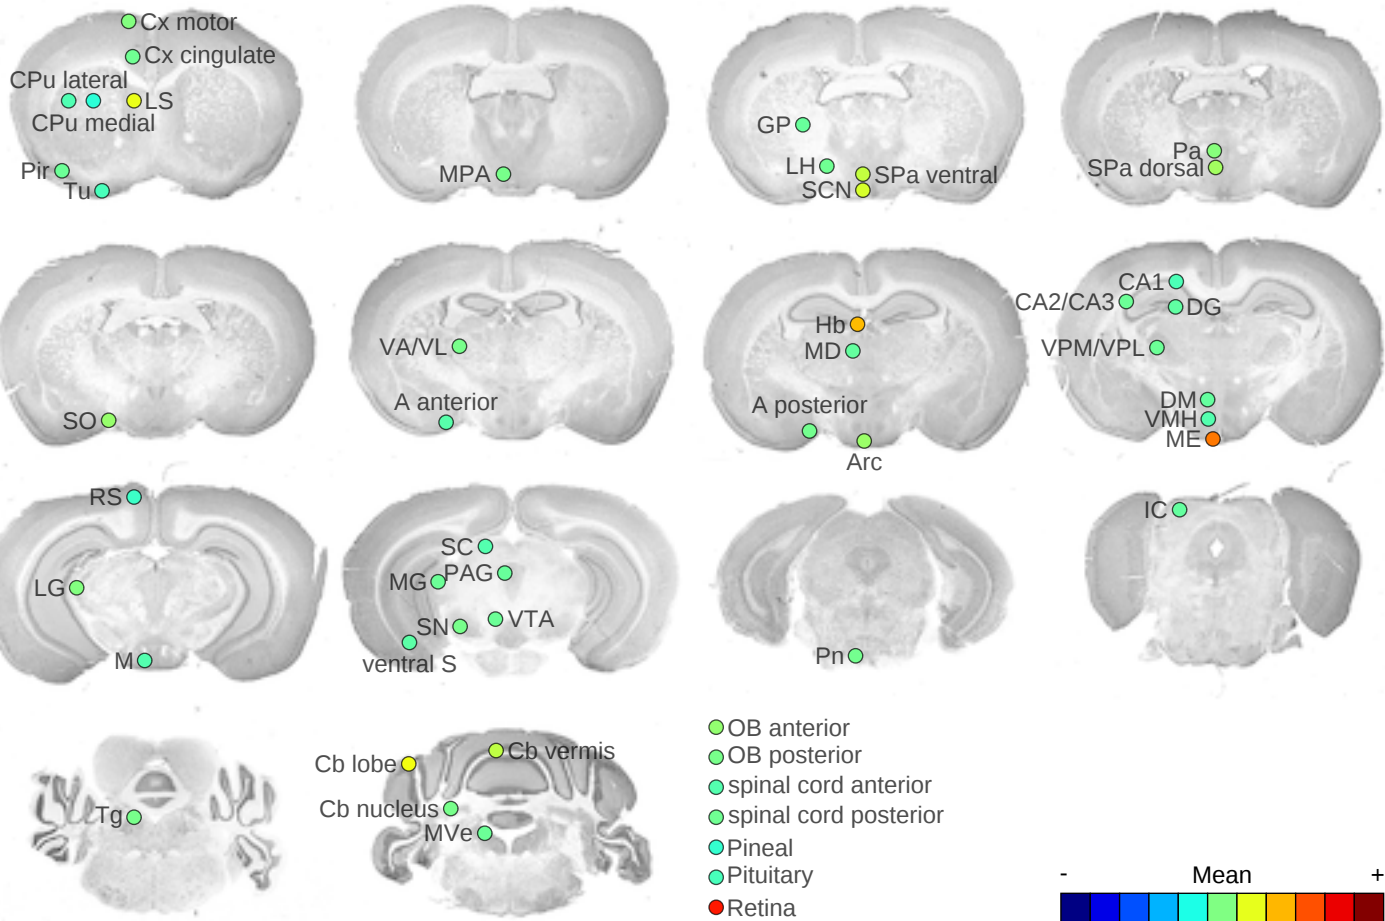 Cx motor
Cx cingulate
CPu lateral
LS
CPu medial
Pir
Tu
MPA
GP
LH
SPa ventral
SCN
Pa
SPa dorsal
SO
VA/VL
A anterior
Hb
MD
A posterior
Arc
CA1
CA2/CA3
DG
VPM/VPL
DM
VMH
ME
RS
LG
M
SC
MG
PAG
SN
VTA
ventral S
Pn
IC
Tg
Cb lobe
Cb vermis
Cb nucleus
MVe
OB anterior
OB posterior
spinal cord anterior
spinal cord posterior
Pineal
Pituitary
Retina
- Mean +